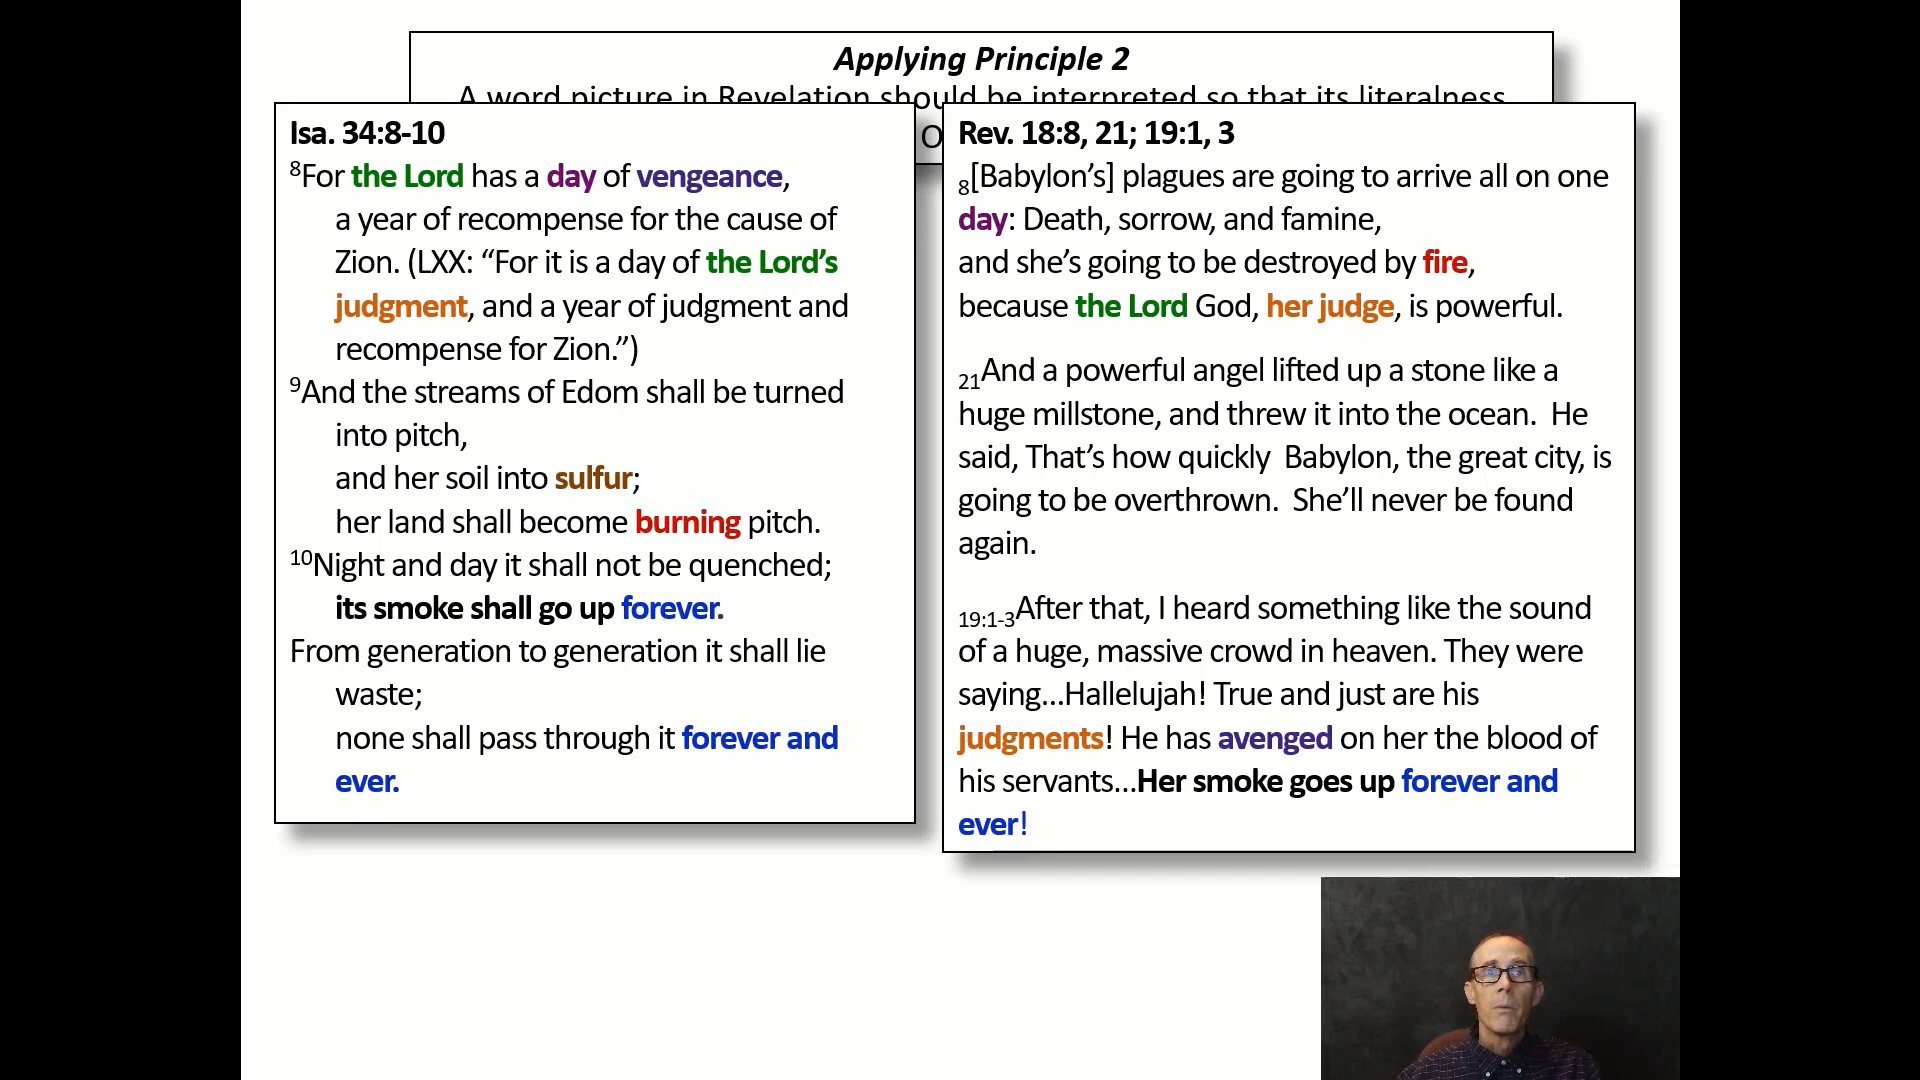 Applying Principle 2
A word picture in Revelation should be interpreted so that its literalness
O
Isa. 34:8-10
8For the Lord has a day of vengeance,
a year of recompense for the cause of
Zion. (LXX: “For it is a day of the Lord’s
judgment, and a year of judgment and
recompense for Zion.”)
9And the streams of Edom shall be turned
into pitch,
and her soil into sulfur;
her land shall become burning pitch.
10Night and day it shall not be quenched;
its smoke shall go up forever.
From generation to generation it shall lie
waste;
none shall pass through it forever and
ever.
Rev. 18:8, 21; 19:1, 3
8[Babylon’s] plagues are going to arrive all on one
day: Death, sorrow, and famine,
and she’s going to be destroyed by fire,
because the Lord God, her judge, is powerful.
21And a powerful angel lifted up a stone like a
huge millstone, and threw it into the ocean.  He
said, That’s how quickly  Babylon, the great city, is
going to be overthrown.  She’ll never be found
again.
19:1-3After that, I heard something like the sound
of a huge, massive crowd in heaven. They were
saying…Hallelujah! True and just are his
judgments! He has avenged on her the blood of
his servants…Her smoke goes up forever and
ever!